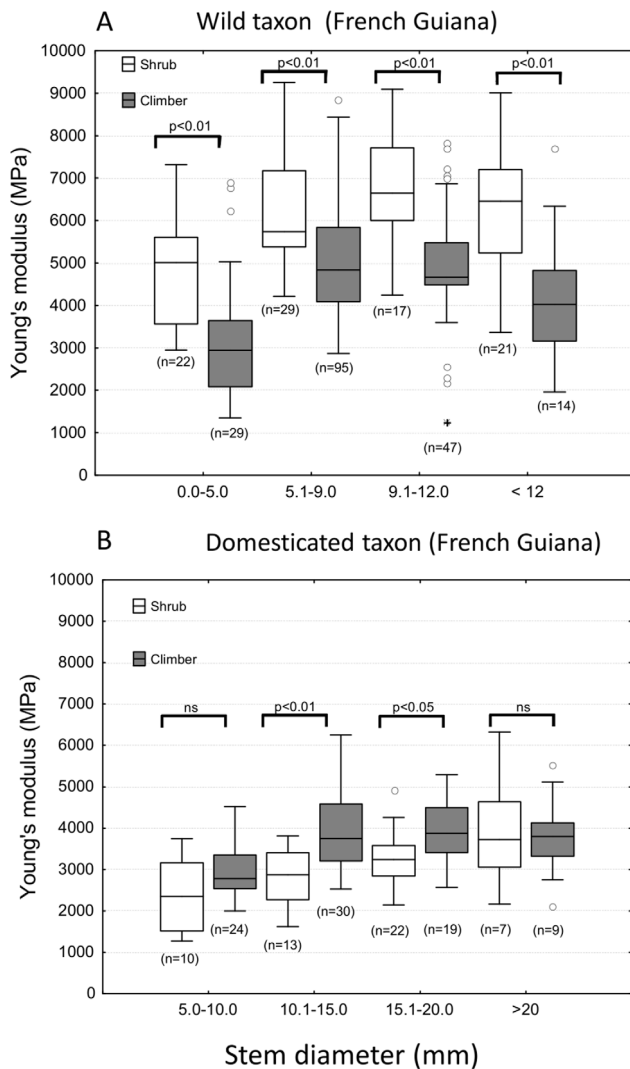 A Wild taxon (French Guiana)
10000
9000
8000
7000
6000
5000
4000
3000
2000
1000
0
Young's modulus (MPa)
Shrub
Climber
p<0.01
p<0.01
p<0.01
p<0.01
(n=22)
(n=29)
(n=29)
(n=95)
(n=17)
(n=47)
(n=21)
(n=14)
0.0-5.0 5.1-9.0 9.1-12.0 < 12
B Domesticated taxon (French Guiana)
10000
9000
8000
7000
6000
5000
4000
3000
2000
1000
0
Young's modulus (MPa)
Shrub
Climber
ns
p<0.01
p<0.05
ns
(n=10)
(n=24)
(n=13)
(n=30)
(n=22)
(n=19)
(n=7)
(n=9)
5.0-10.0 10.1-15.0 15.1-20.0 >20
Stem diameter (mm)